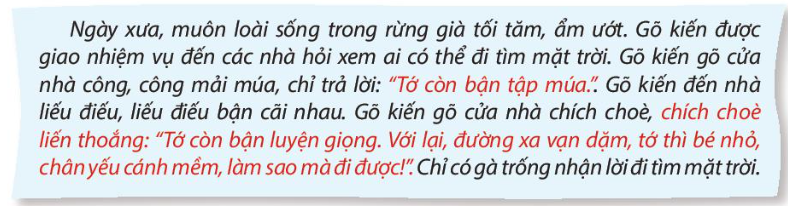 Ngày xưa, muôn loài sống trong rừng già tối tăm, ẩm ướt. Gõ kiến được
giao nhiệm vụ đến các nhà hỏi xem ai có thể đi tìm mặt trời. Gõ kiến gõ cửa
nhà công, công mải múa, chỉ trả lời: “Tớ còn bận tập múa.”. Gõ kiến đến nhà
liếu điếu, liếu điếu bận cãi nhau. Gõ kiến gõ cửa nhà chích choè, chích choè
liến thoắng: “Tớ còn bận luyện giọng. Với lại, đường xa vạn dặm, tớ thì bé nhỏ,
chân yếu cánh mềm, làm sao mà đi được!”. Chỉ có gà trống nhận lời đi tìm mặt trời.